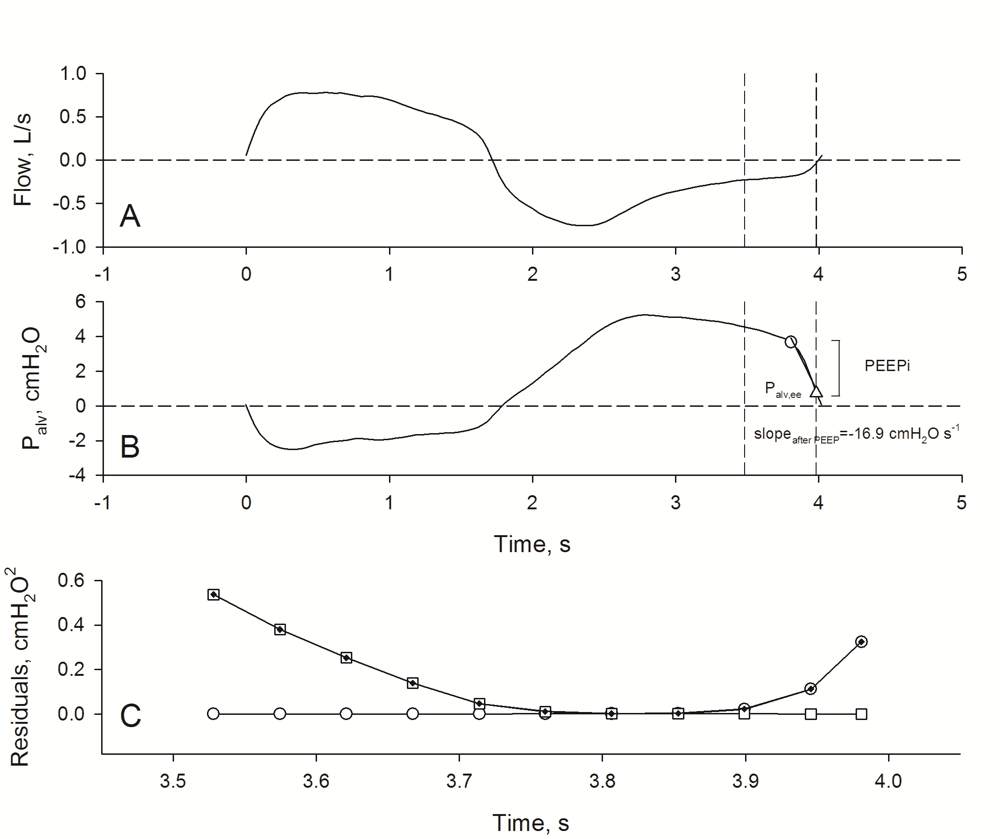 1.0
0.5
0.0
-0.5
-1.0
Flow, L/s
A
-1 0 1 2 3 4 5
6
4
2
0
-2
-4
Palv, cmH2O
PEEPi
Palv,ee
slopeafter PEEP=-16.9 cmH2O s-1
B
-1 0 1 2 3 4 5
Time, s
0.6
0.4
0.2
0.0
Residuals, cmH2O2
C
3.5 3.6 3.7 3.8 3.9 4.0
Time, s